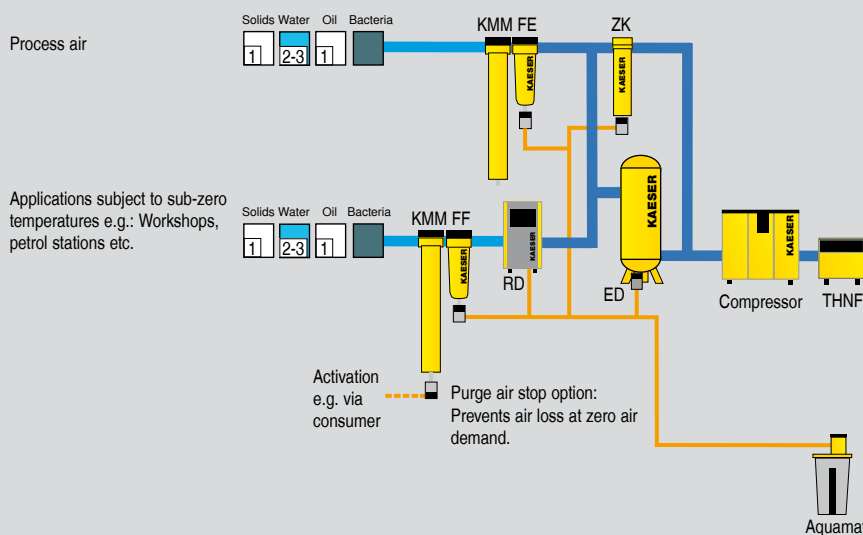 Solids Water Oil Bacteria
Process air
1 2-3 1
KMM FE
ZK
KAESER
KAESER
Applications subject to sub-zero
temperatures e.g.: Workshops,
petrol stations etc.
Solids Water Oil Bacteria
1 2-3 1
KMM FF
KAESER
KAESER
RD
KAESER
ED
KAESER
Compressor
THNF
Activation
e.g. via
consumer
Purge air stop option:
Prevents air loss at zero air
demand.
Aquamat